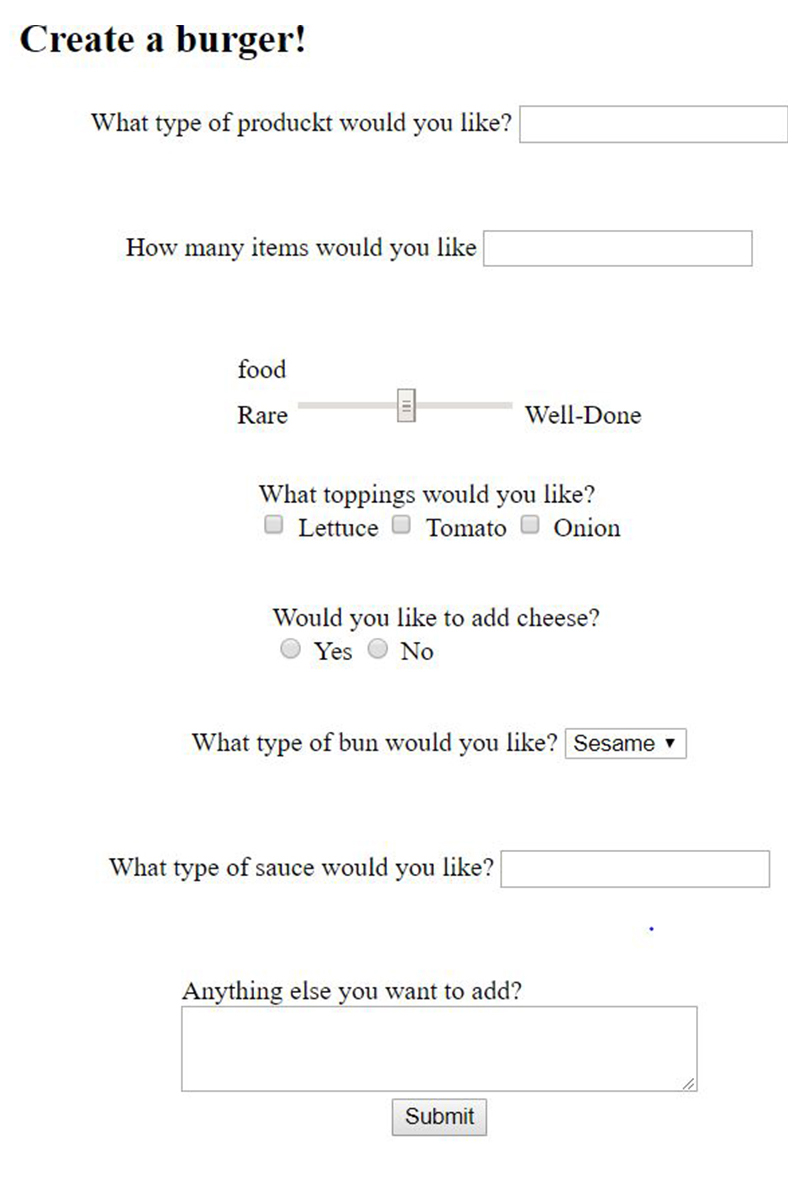 Create a burger!
What type of produckt would you like?
How many items would you like
food
Rare Well-Done
What toppings would you like?
Lettuce Tomato Onion
Would you like to add cheese?
Yes No
What type of bun would you like? Sesame
What type of sauce would you like?
Anything else you want to add?
Submit